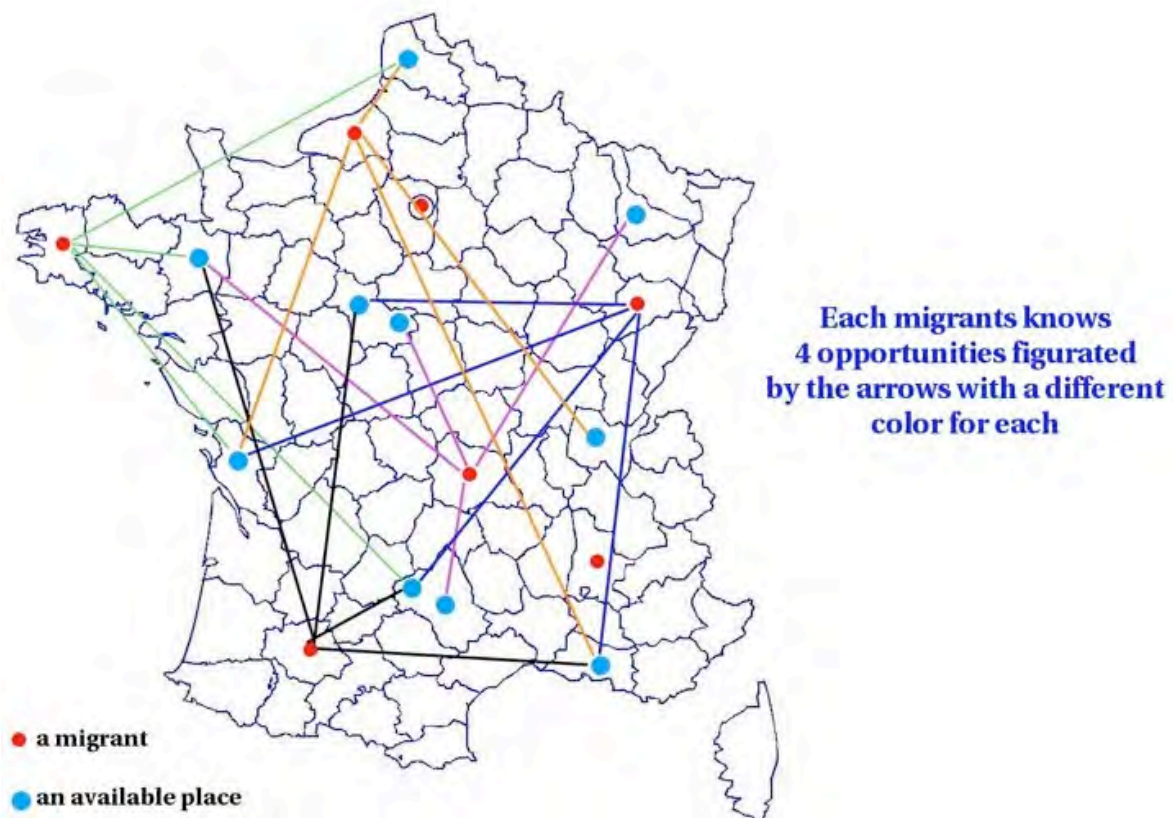 Each migrants knows
4 opportunities figurated
by the arrows with a different
color for each
a migrant
an available place